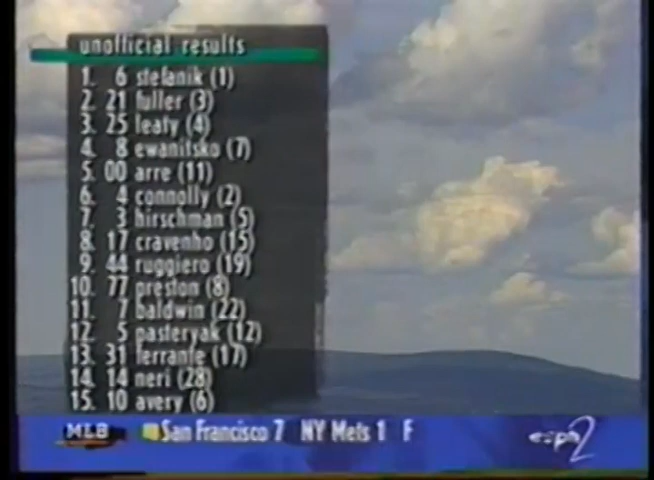 unofficial results
1. 6 stefanik (1)
2. 21 fuller (3)
3. 25 leaty (4)
4. 8 ewanitsko (7)
5. 00 arre (11)
6. 4 connolly (2)
7. 3 hirschman (5)
8. 17 cravenho (15)
9. 44 ruggiero (19)
10. 77 preston (8)
11. 7 baldwin (22)
12. 5 pasteryak (12)
13. 31 ferrante (17)
14. 14 neri (28)
15. 10 avery (6)
MLB San Francisco 7 NY Mets 1 F espn2